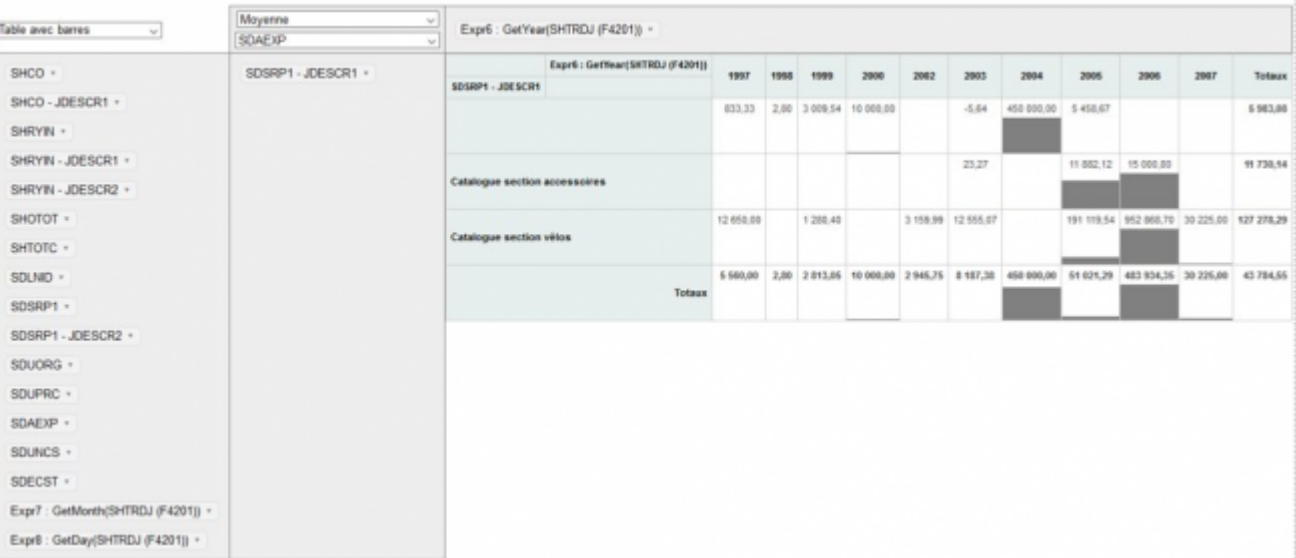 Table avec barres
Moyenne
SDAEXP
Expr6 : GetYear(SHTRDJ (F4201))
SHCO
SHCO - JDESCR1
SHRYIN
SHRYIN - JDESCR1
SHRYIN - JDESCR2
SHOTOT
SHTOTC
SDLNID
SDSRP1
SDSRP1 - JDESCR2
SDUORG
SDUPRC
SDAEXP
SDUNCS
SDECST
Expr7 : GetMonth(SHTRDJ (F4201))
Expr8 : GetDay(SHTRDJ (F4201))
SDSRP1 - JDESCR1
Expr6 : GetYear(SHTRDJ (F4201)) 1997 1998 1999 2000 2002 2003 2004 2005 2006 2007 Totaux
SDSRP1 - JDESCR1
833,33 2,00 3 009,54 10 000,00 -5,64 450 000,00 5 458,67
Catalogue section accessoires 23,27 11 882,12 15 000,00 11 730,14
Catalogue section vélos 12 650,00 1 280,40 3 159,99 12 555,07 191 119,54 952 868,70 30 225,00 127 278,29
Totaux 5 560,00 2,00 2 813,05 10 000,00 2 945,75 8 187,38 450 000,00 51 021,29 483 934,35 30 225,00 43 784,55